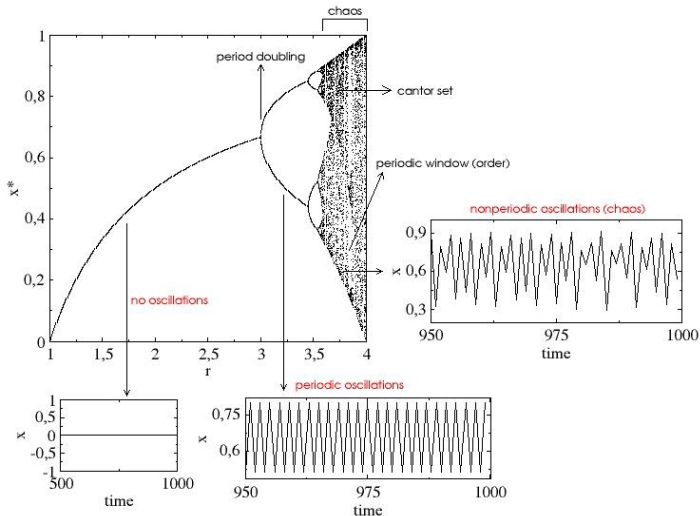 chaos
period doubling
cantor set
periodic window (order)
x*
1
0,8
0,6
0,4
0,2
0
1 1,5 2 2,5 3 3,5 4
r
no oscillations
nonperiodic oscillations (chaos)
x
0,9
0,6
0,3
950 975 1000
time
periodic oscillations
x
1
0,5
0
-0,5
-1
500 1000
time
x
0,75
0,6
950 975 1000
time